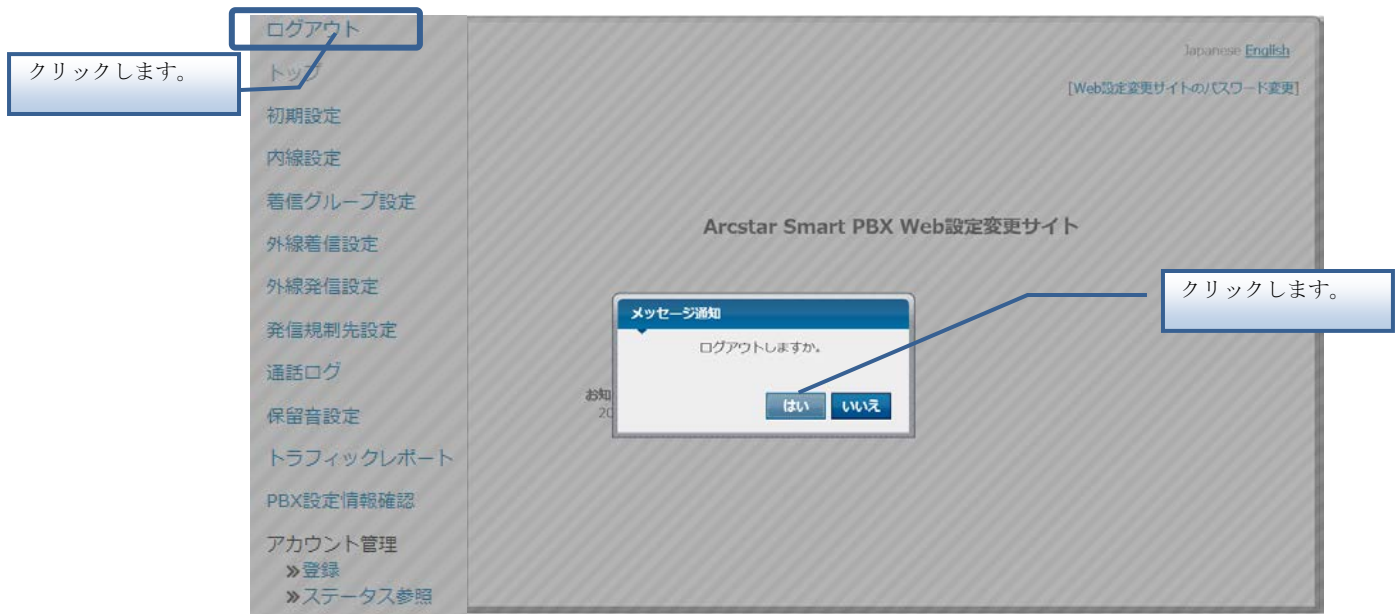 ログアウト
クリックします。
トップ
初期設定
内線設定
着信グループ設定
外線着信設定
外線発信設定
発信規制先設定
通話ログ
保留音設定
トラフィックレポート
PBX設定情報確認
アカウント管理
»登録
»ステータス参照
Japanese English
[Web設定変更サイトのパスワード変更]
Arcstar Smart PBX Web設定変更サイト
メッセージ通知
ログアウトしますか。
はい いいえ
クリックします。
お知
20